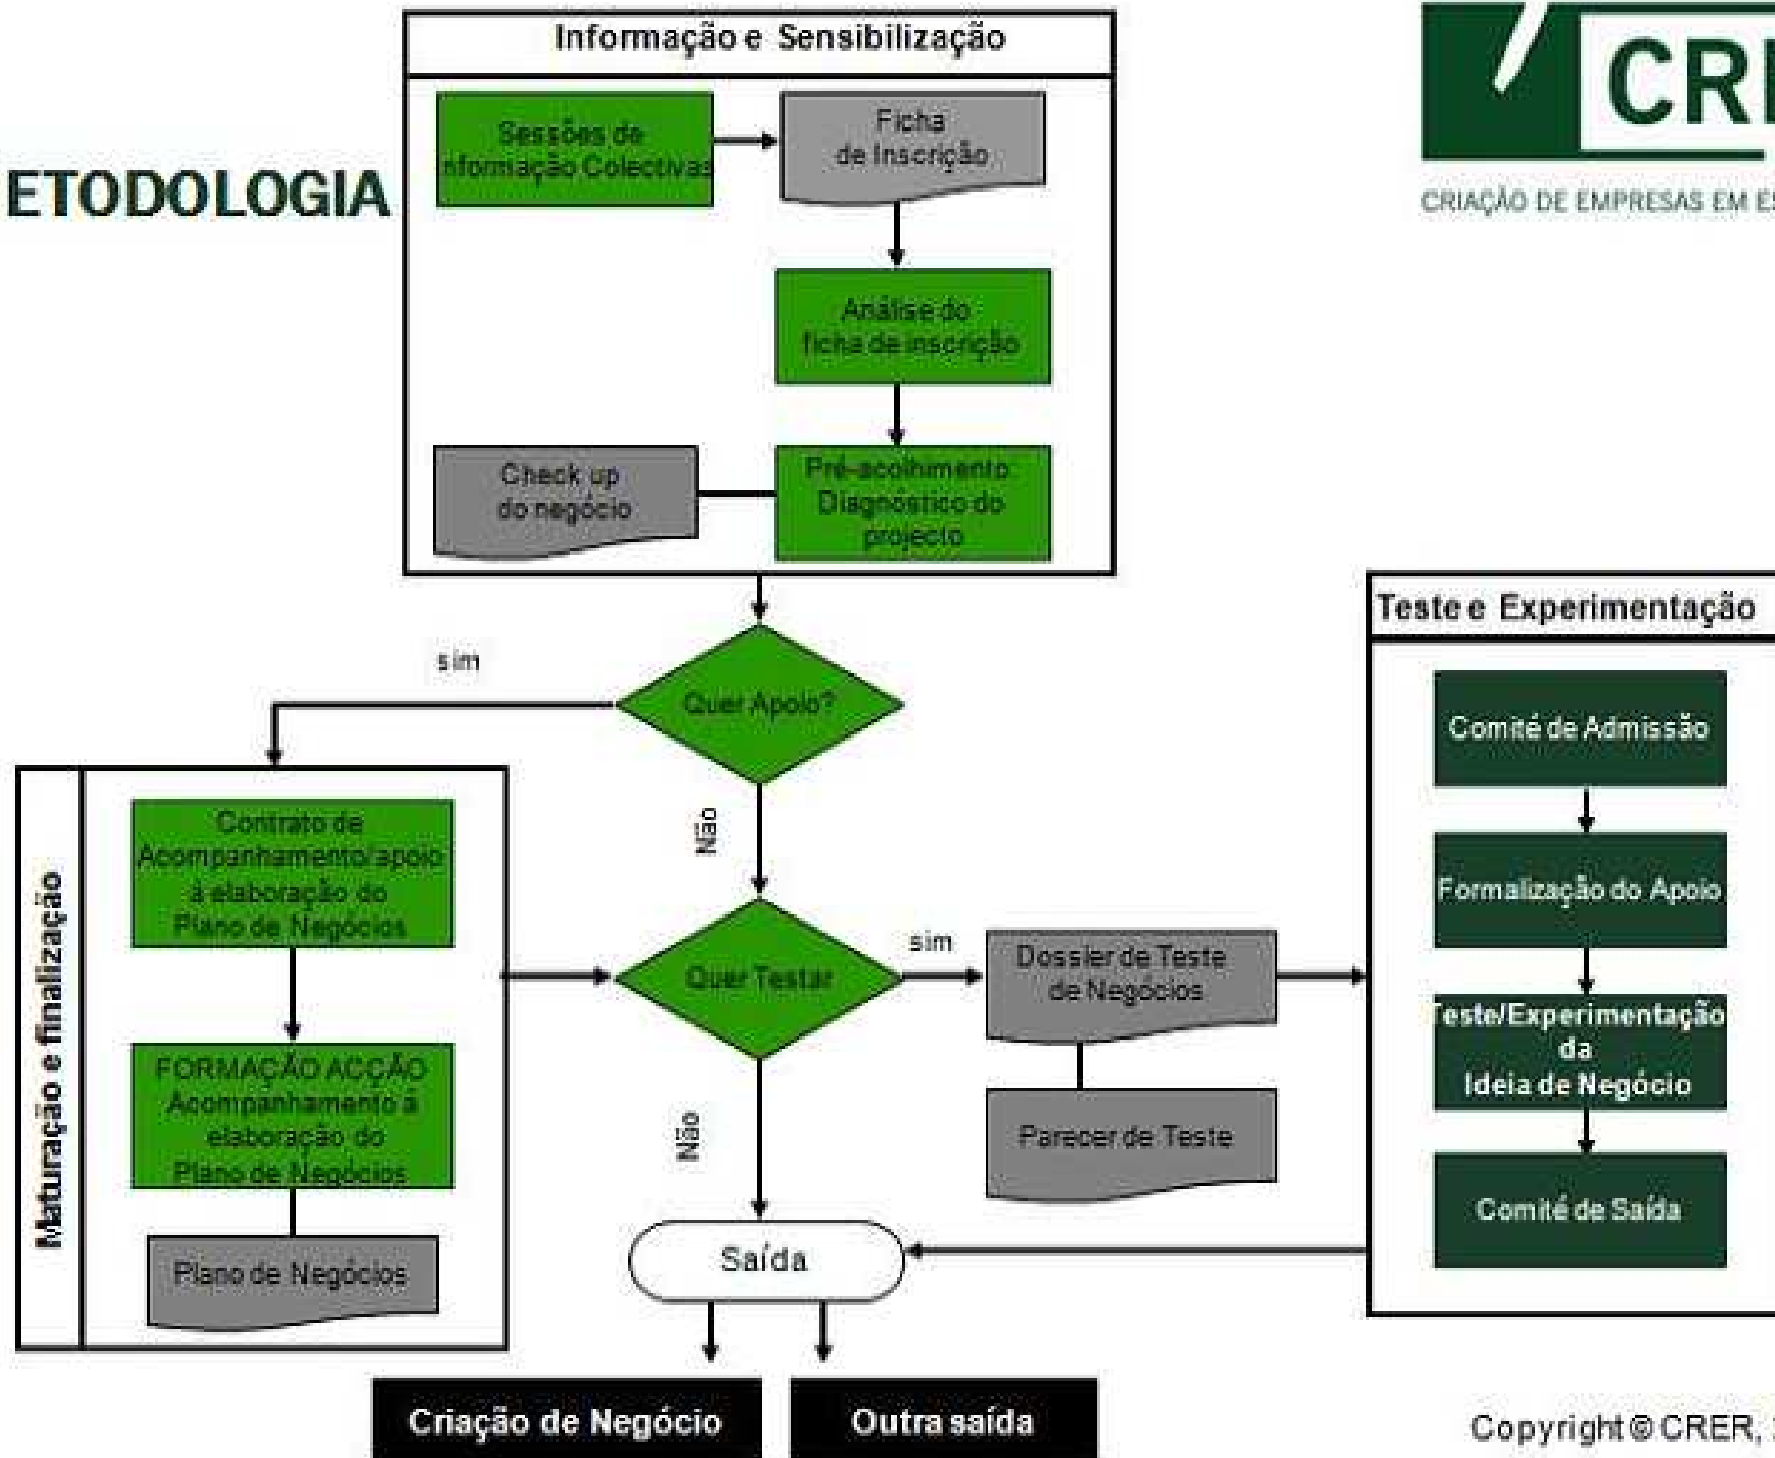 Informação e Sensibilização
CRE
CRIAÇÃO DE EMPRESAS EM ES
ETODOLOGIA
Sessões de
nformação Colectivas
Ficha
de Inscrição
Análise do
ficha de inscrição
Check up
do negócio
Pré-acolhimento
Diagnóstico do
projecto
sim
Quer Apoio?
Não
Maturação e finalização
Contrato de
Acompanhamento/apoio
à elaboração do
Plano de Negócios
FORMAÇÃO ACÇÃO
Acompanhamento à
elaboração do
Plano de Negócios
Plano de Negócios
Quer Testar
sim
Não
Dossier de Teste
de Negócios
Parecer de Teste
Teste e Experimentação
Comité de Admissão
Formalização do Apoio
Teste/Experimentação
da
Ideia de Negócio
Comité de Saída
Saída
Criação de Negócio
Outra saída
Copyright © CRER,